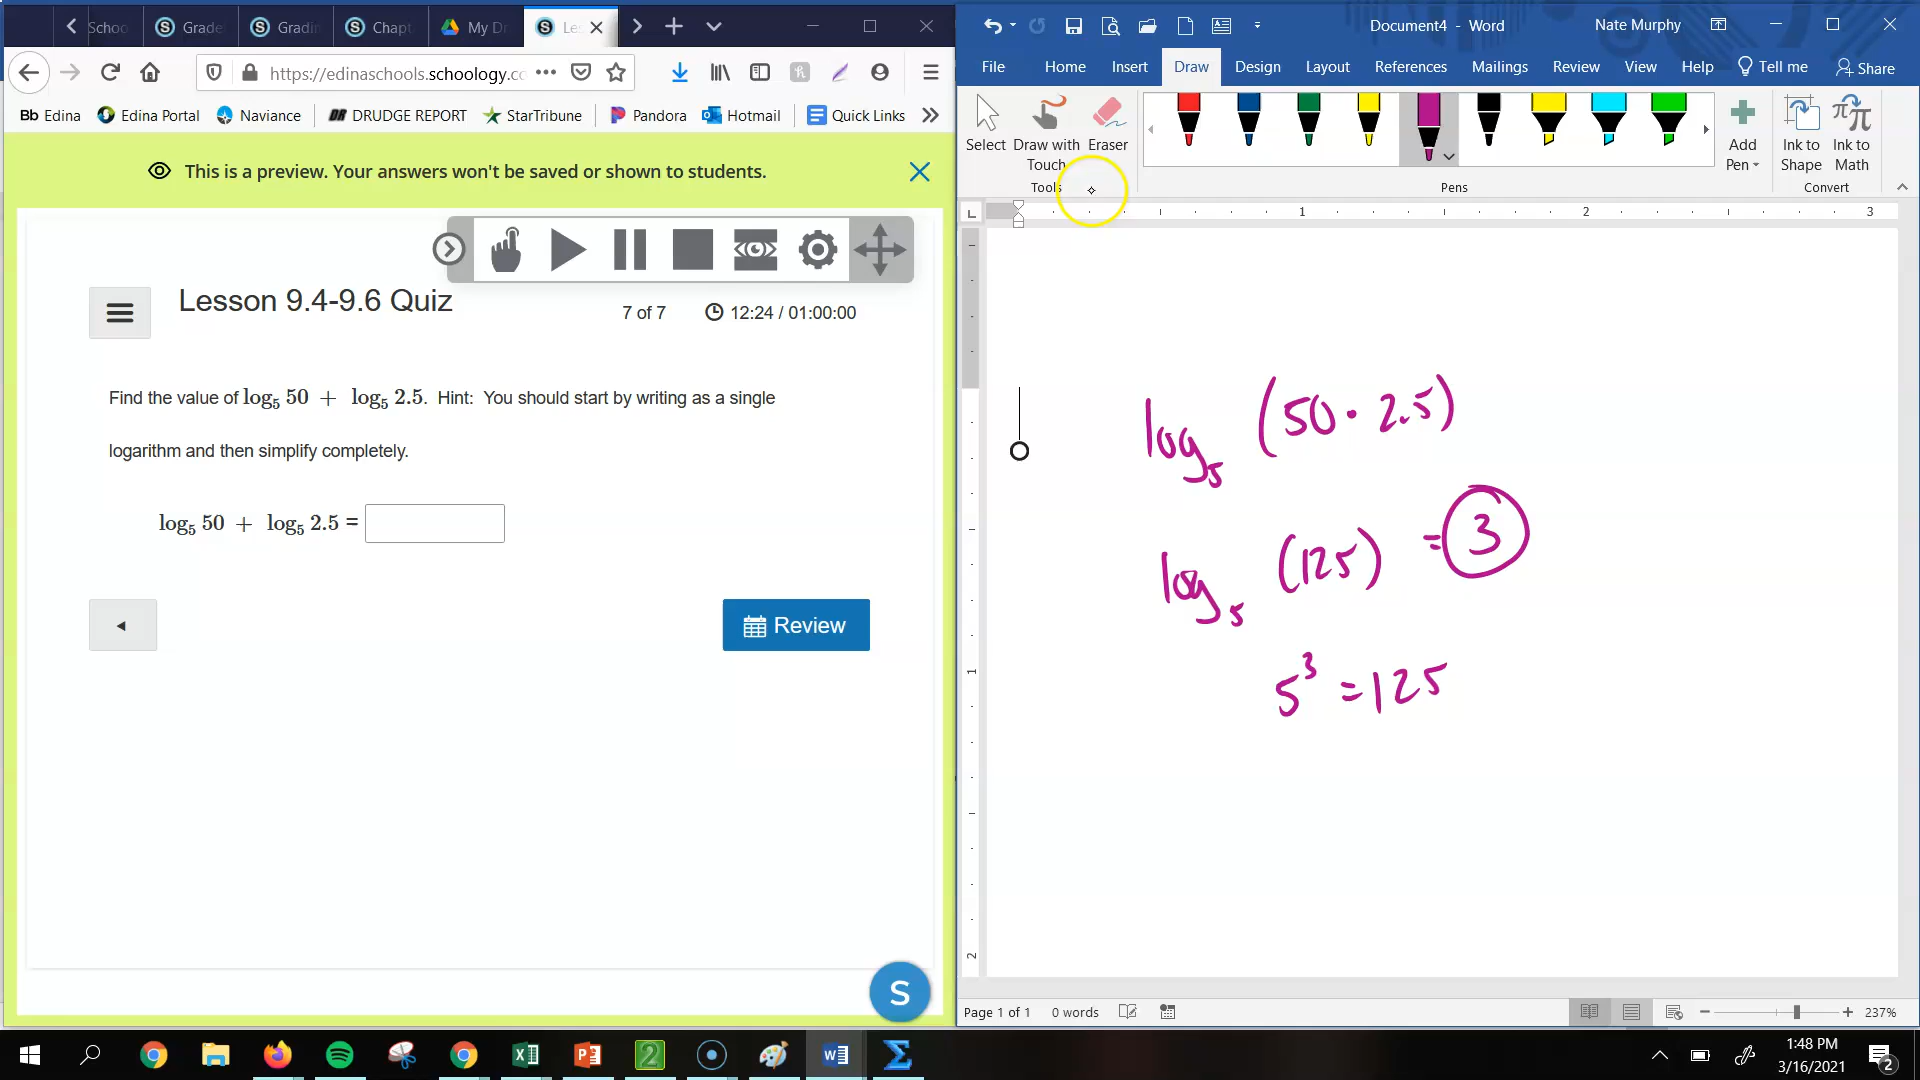 Schoo
Grade
Gradin
Chapt
My Dr
Le
https://edinaschools.schoology.co
Bb Edina
Edina Portal
Naviance
DR DRUDGE REPORT
StarTribune
Pandora
Hotmail
Quick Links
This is a preview. Your answers won't be saved or shown to students.
Lesson 9.4-9.6 Quiz
7 of 7
12:24 / 01:00:00
Find the value of log₅ 50 + log₅ 2.5. Hint: You should start by writing as a single
logarithm and then simplify completely.
log₅ 50 + log₅ 2.5 =
◄
Review
S
Document4 - Word
Nate Murphy
File Home Insert Draw Design Layout References Mailings Review View Help Tell me Share
Select
Draw with
Touch
Eraser
Tools
Pens
Add
Pen
Ink to
Shape
Ink to
Math
Convert
L
1 2 3
log₅ (50 · 2.5)
log₅ (125) = 3
5³ = 125
1
2
Page 1 of 1
0 words
237%
1:48 PM
3/16/2021
2